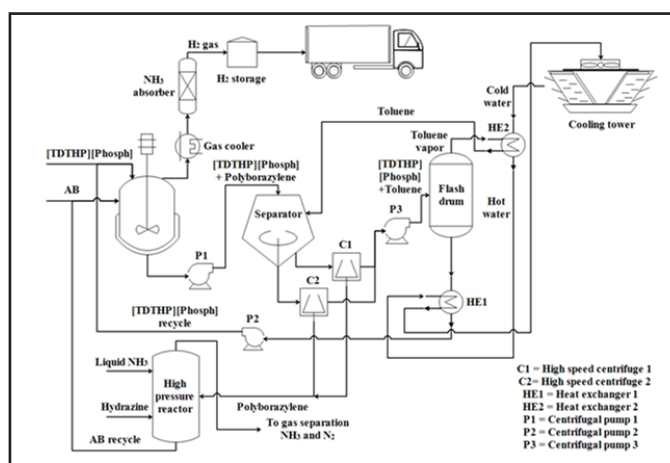 H₂ gas
NH₃
absorber
H₂ storage
Gas cooler
[TDTHP][Phosph]
AB
[TDTHP][Phosph]
+ Polyborazylene
Separator
P1
C1
C2
Toluene
[TDTHP]
[Phosph]
+Toluene
P3
Toluene
vapor
Flash
drum
HE2
Cold
water
Cooling tower
Hot
water
HE1
[TDTHP][Phosph]
recycle
P2
Liquid NH₃
Hydrazine
High
pressure
reactor
Polyborazylene
AB recycle
To gas separation
NH₃ and N₂
C1 = High speed centrifuge 1
C2= High speed centrifuge 2
HE1 = Heat exchanger 1
HE2 = Heat exchanger 2
P1 = Centrifugal pump 1
P2 = Centrifugal pump 2
P3 = Centrifugal pump 3